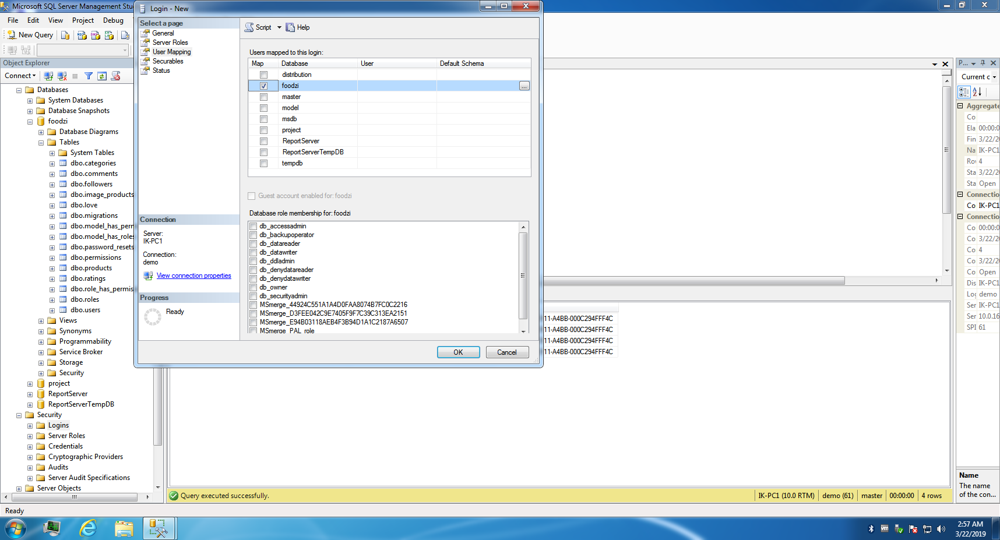 Microsoft SQL Server Management Stu
File Edit View Project Debug
New Query
Object Explorer
Connect
Databases
System Databases
Database Snapshots
foodzi
Database Diagrams
Tables
System Tables
dbo.categories
dbo.comments
dbo.followers
dbo.image_products
dbo.love
dbo.migrations
dbo.model_has_perr
dbo.model_has_roles
dbo.password_resets
dbo.permissions
dbo.products
dbo.ratings
dbo.role_has_permis
dbo.roles
dbo.users
Views
Synonyms
Programmability
Service Broker
Storage
Security
project
ReportServer
ReportServerTempDB
Security
Logins
Server Roles
Credentials
Cryptographic Providers
Audits
Server Audit Specifications
Server Objects
Login - New
Select a page
General
Server Roles
User Mapping
Securables
Status
Connection
Server:
IK-PC1
Connection:
demo
View connection properties
Progress
Ready
Script Help
Users mapped to this login:
Map Database User Default Schema
distribution
foodzi ...
master
model
msdb
project
ReportServer
ReportServerTempDB
tempdb
Guest account enabled for: foodzi
Database role membership for: foodzi
db_accessadmin
db_backupoperator
db_datareader
db_datawriter
db_ddladmin
db_denydatareader
db_denydatawriter
db_owner
db_securityadmin
MSmerge_44924C551A1A4D0FAA8074B7FC0C2216
MSmerge_D3FEE042C9E7405F9F7C39C313EA2151
MSmerge_E94B03118AEB4F3B94D1A1C2187A6507
MSmerge_PAL_role
OK Cancel
11-A4BB-000C294FFF4C
11-A4BB-000C294FFF4C
11-A4BB-000C294FFF4C
11-A4BB-000C294FFF4C
P...
Current c
Aggregate
Co
Ela 00:00:0
Fin 3/22/20
Na IK-PC1
Rov 4
Sta 3/22/20
Sta Open
Connectio
Co IK-PC1
Connectio
Co 00:00:0
Co 3/22/20
Co 4
Co 3/22/20
Co Open
Dis IK-PC1
Log demo
Ser IK-PC1
Ser 10.0.16
SPI 61
Name
The name
of the con...
Query executed successfully.
IK-PC1 (10.0 RTM) demo (61) master 00:00:00 4 rows
Ready
2:57 AM
3/22/2019